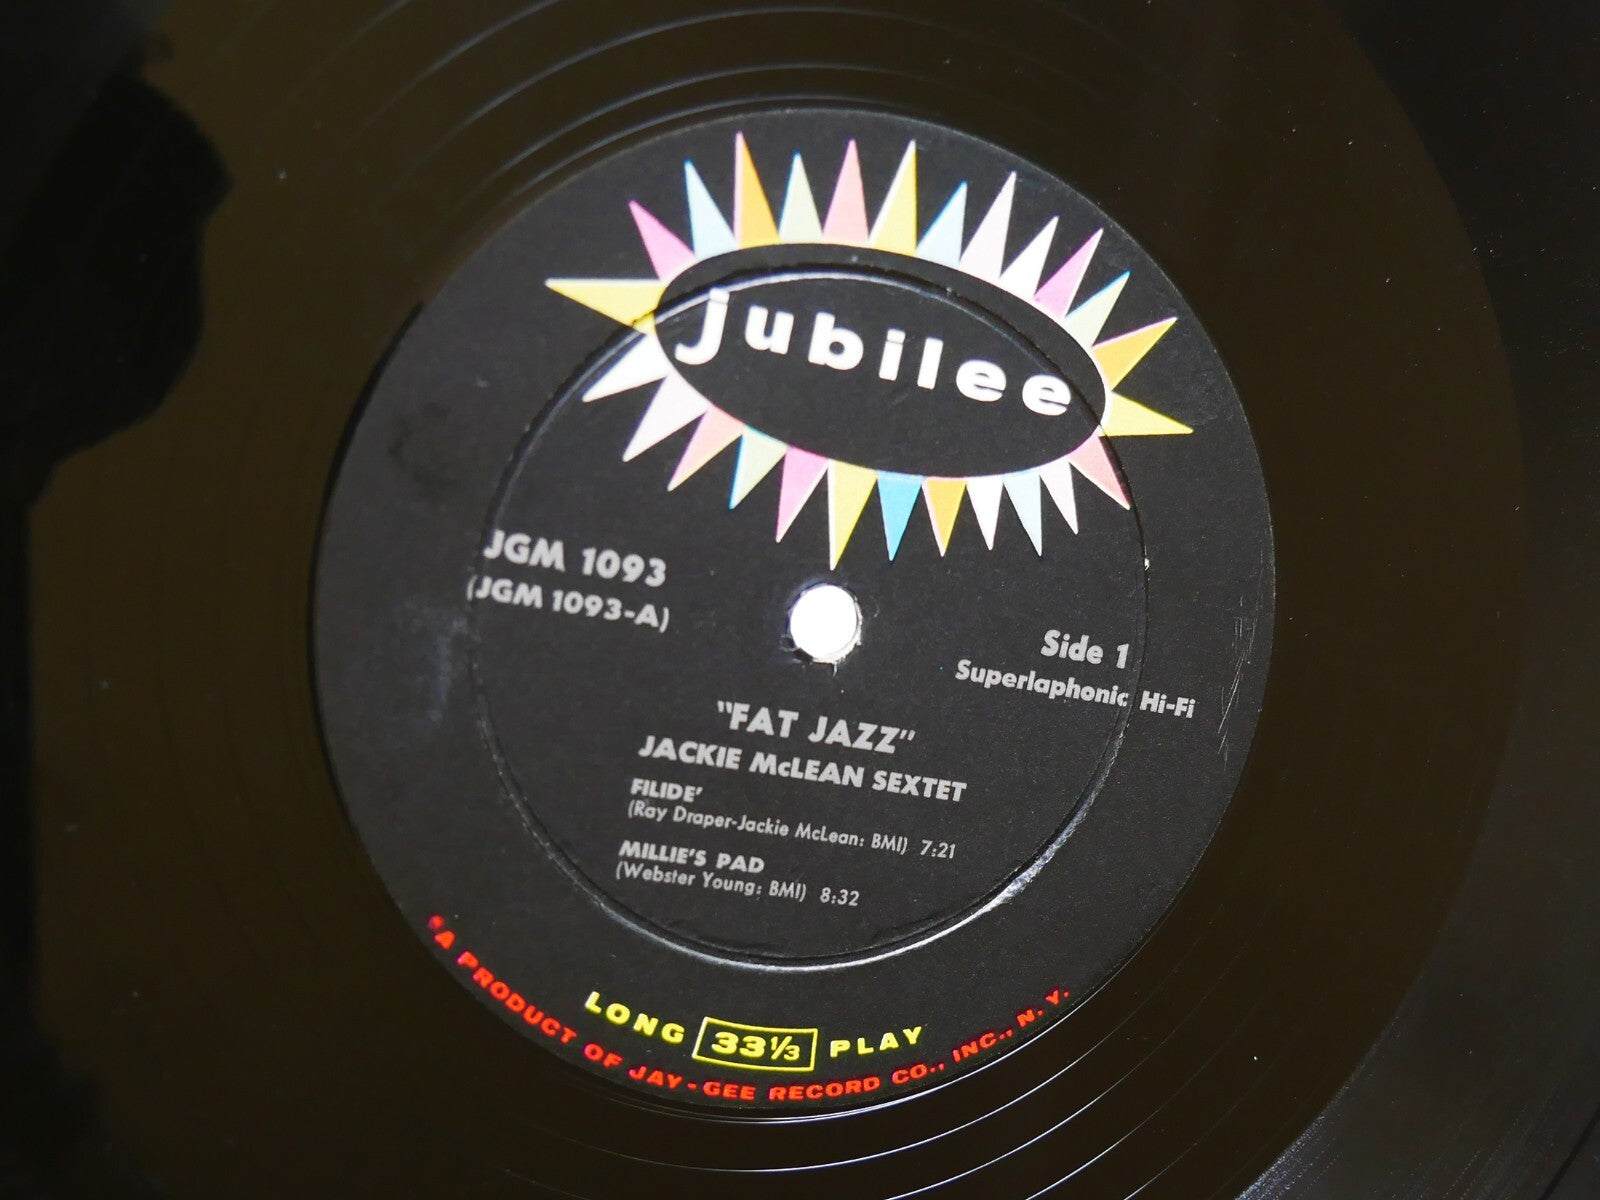 jubilee
JGM 1093
(JGM 1093-A)
Side 1
Superlaphonic Hi-Fi
"FAT JAZZ"
JACKIE McLEAN SEXTET
FILIDE'
(Ray Draper-Jackie McLean: BMI) 7:21
MILLIE'S PAD
(Webster Young: BMI) 8:32
LONG 33⅓ PLAY
"A PRODUCT OF JAY-GEE RECORD CO., INC., N. Y.